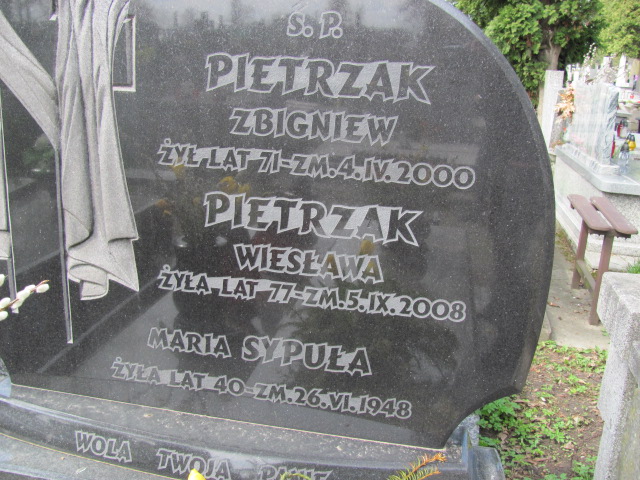 Ś.P.
PIETRZAK
ZBIGNIEW
ŻYŁ LAT 71-ZM.4.IV.2000
PIETRZAK
WIESŁAWA
ŻYŁA LAT 77-ZM.5.IX.2008
MARIA SYPUŁA
ŻYŁA LAT 40-ZM.26.VI.1948
WOLA TWOJA PANIE